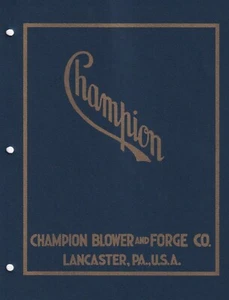 Champion
CHAMPION BLOWER AND FORGE CO.
LANCASTER, PA., U.S.A.